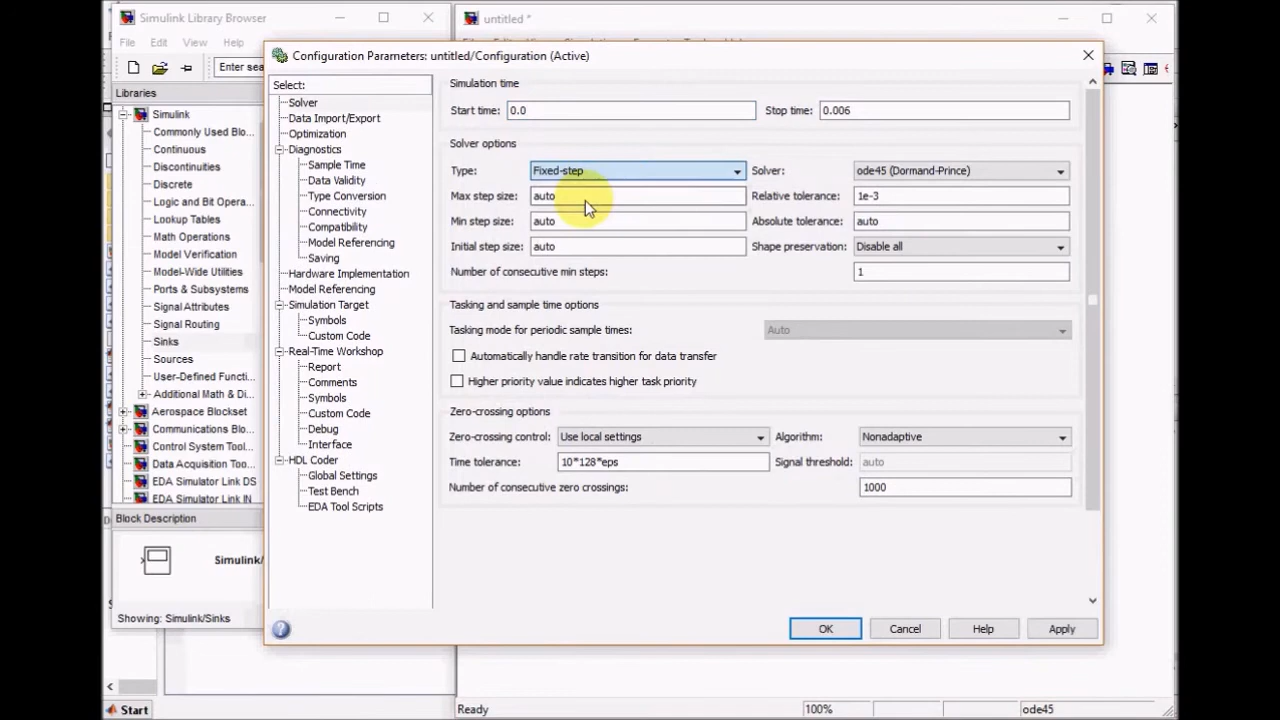 Simulink Library Browser
untitled *
File Edit View Help
Enter sea
Libraries
Simulink
Commonly Used Blo...
Continuous
Discontinuities
Discrete
Logic and Bit Opera...
Lookup Tables
Math Operations
Model Verification
Model-Wide Utilities
Ports & Subsystems
Signal Attributes
Signal Routing
Sinks
Sources
User-Defined Functi...
Additional Math & Di...
Aerospace Blockset
Communications Blo...
Control System Tool...
Data Acquisition Too...
EDA Simulator Link DS
EDA Simulator Link IN
Block Description
Simulink/
Showing: Simulink/Sinks
Start
Configuration Parameters: untitled/Configuration (Active)
Select:
Solver
Data Import/Export
Optimization
Diagnostics
Sample Time
Data Validity
Type Conversion
Connectivity
Compatibility
Model Referencing
Saving
Hardware Implementation
Model Referencing
Simulation Target
Symbols
Custom Code
Real-Time Workshop
Report
Comments
Symbols
Custom Code
Debug
Interface
HDL Coder
Global Settings
Test Bench
EDA Tool Scripts
Simulation time
Start time: 0.0 Stop time: 0.006
Solver options
Type: Fixed-step Solver: ode45 (Dormand-Prince)
Max step size: auto Relative tolerance: 1e-3
Min step size: auto Absolute tolerance: auto
Initial step size: auto Shape preservation: Disable all
Number of consecutive min steps: 1
Tasking and sample time options
Tasking mode for periodic sample times: Auto
Automatically handle rate transition for data transfer
Higher priority value indicates higher task priority
Zero-crossing options
Zero-crossing control: Use local settings Algorithm: Nonadaptive
Time tolerance: 10*128*eps Signal threshold: auto
Number of consecutive zero crossings: 1000
OK Cancel Help Apply
Ready 100% ode45